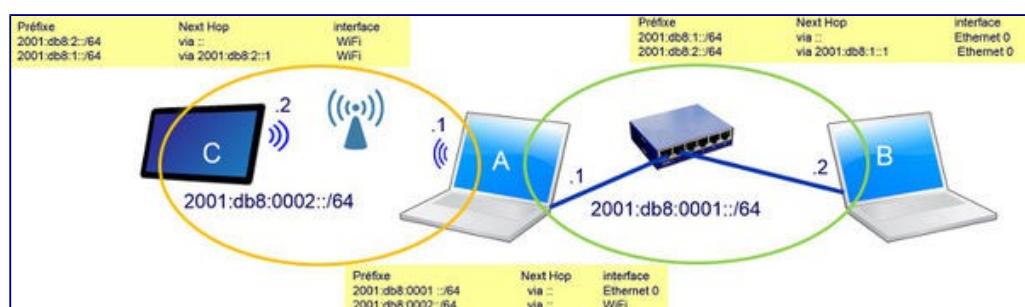 Préfixe Next Hop interface
2001:db8:2::/64 via :: WiFi
2001:db8:1::/64 via 2001:db8:2::1 WiFi
Préfixe Next Hop interface
2001:db8:1::/64 via :: Ethernet 0
2001:db8:2::/64 via 2001:db8:1::1 Ethernet 0
.2
C
.1
A
.1
.2
B
2001:db8:0002::/64
2001:db8:0001::/64
Préfixe Next Hop interface
2001:db8:0001 ::/64 via :: Ethernet 0
2001:db8:0002::/64 via :: WiFi